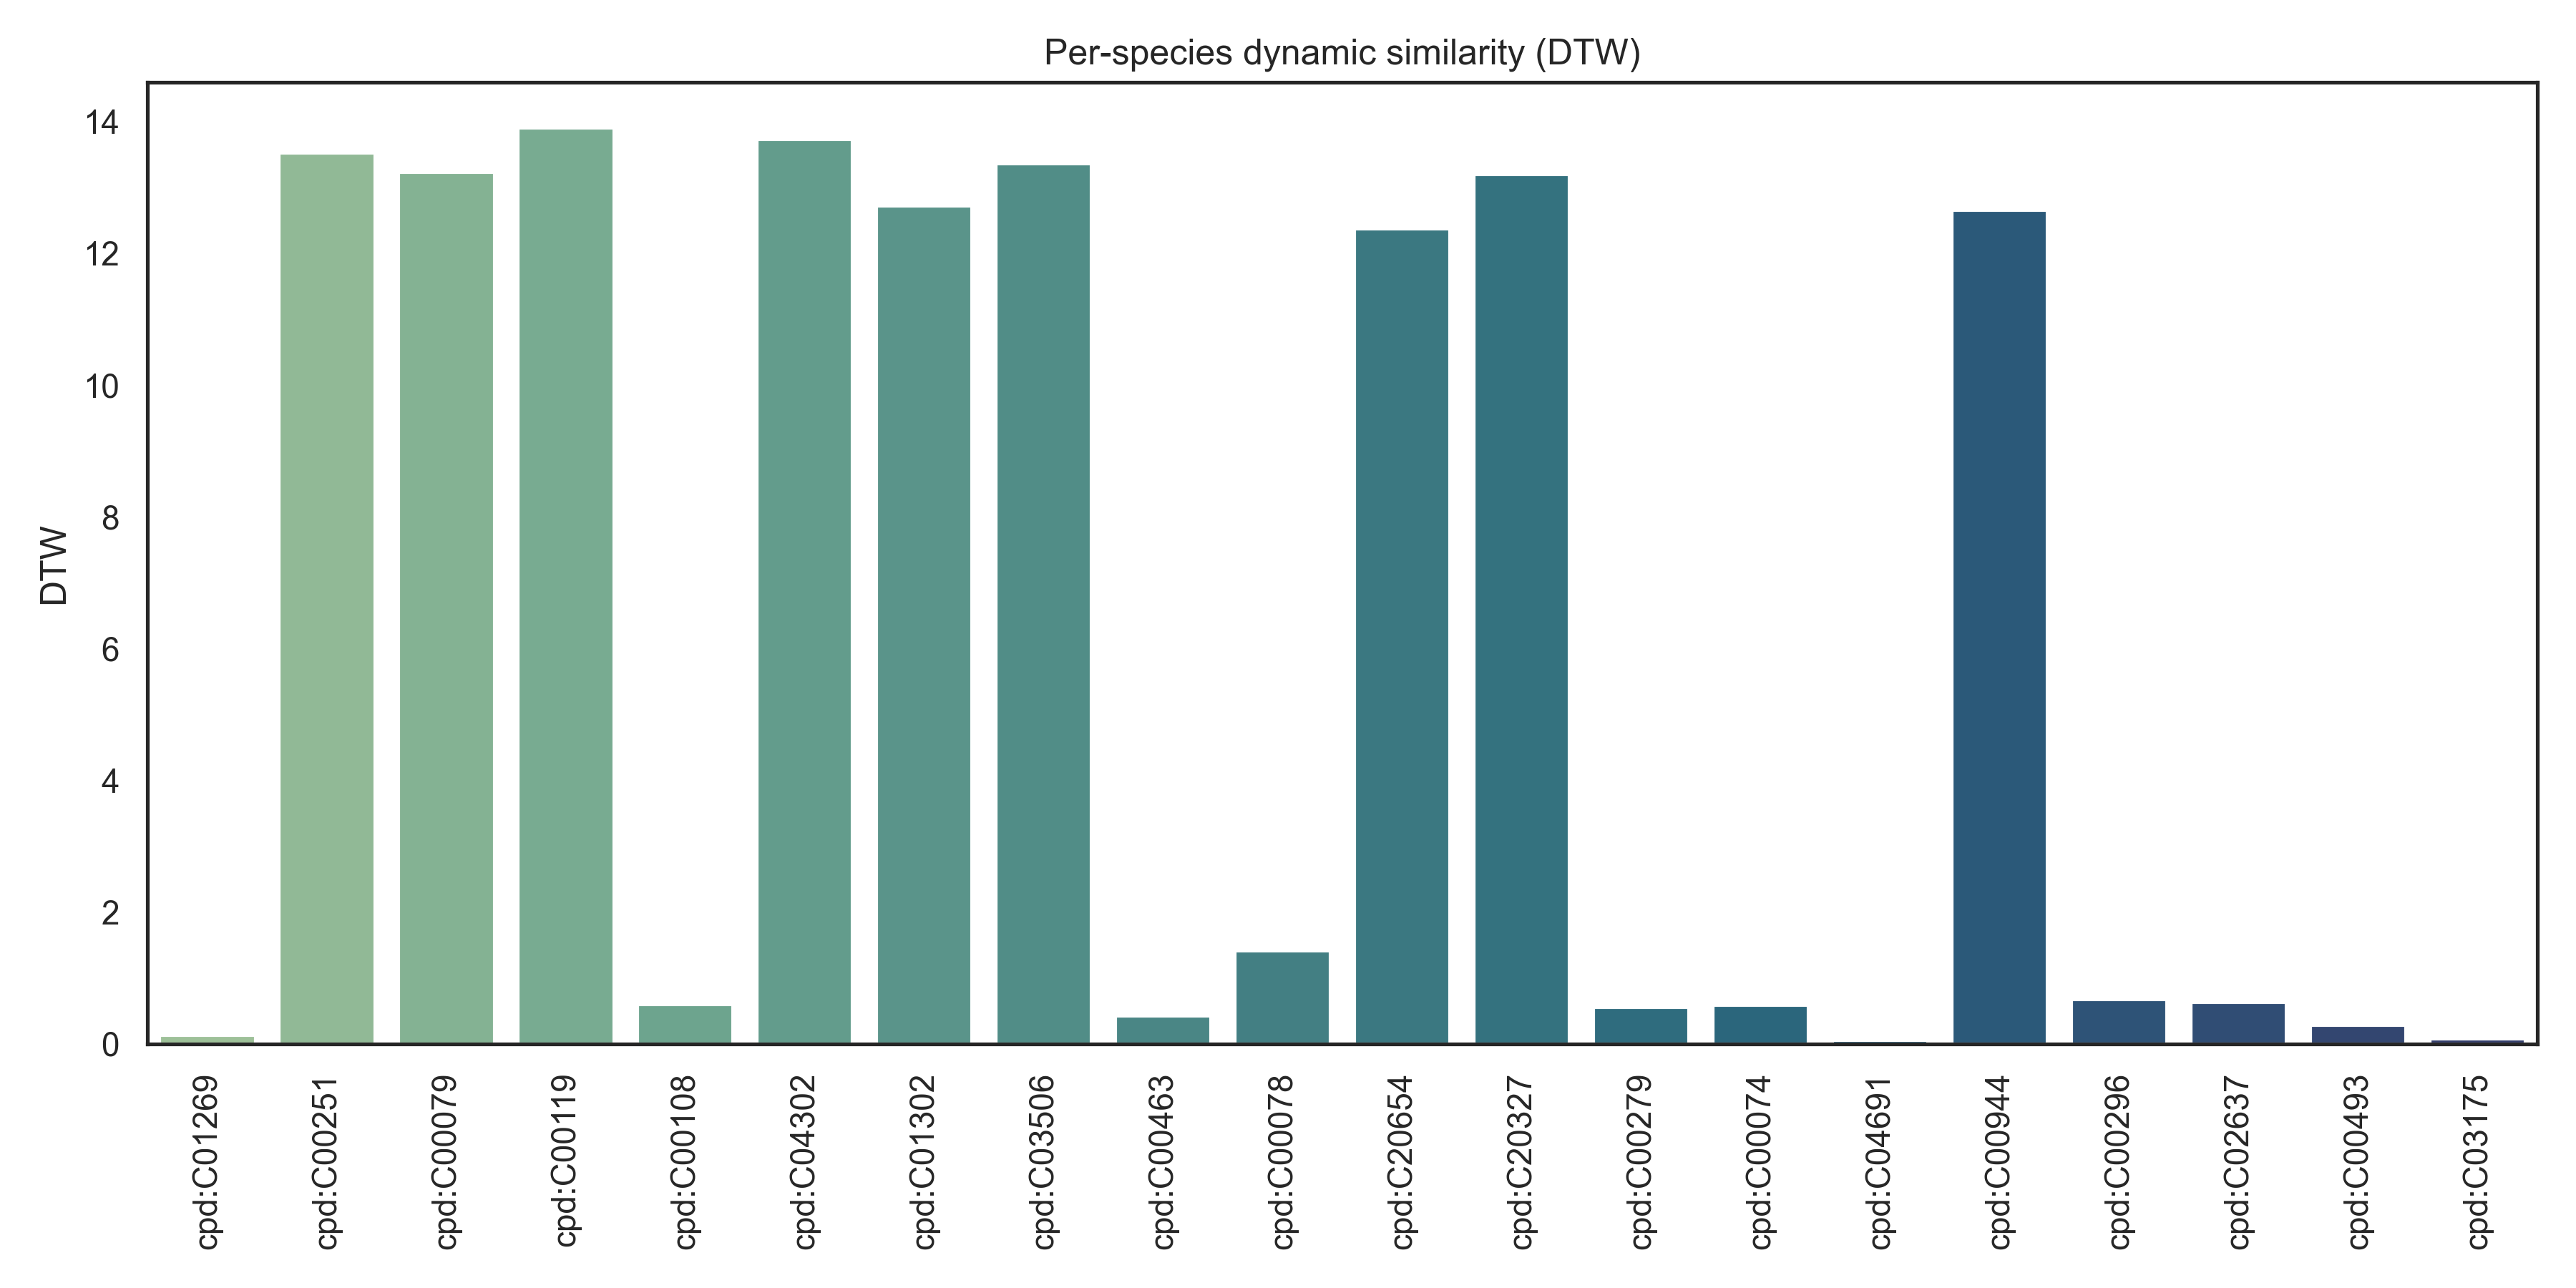 Per-species dynamic similarity (DTW)
DTW
14
12
10
8
6
4
2
0
cpd:C01269
cpd:C00251
cpd:C00079
cpd:C00119
cpd:C00108
cpd:C04302
cpd:C01302
cpd:C03506
cpd:C00463
cpd:C00078
cpd:C20654
cpd:C20327
cpd:C00279
cpd:C00074
cpd:C04691
cpd:C00944
cpd:C00296
cpd:C02637
cpd:C00493
cpd:C03175